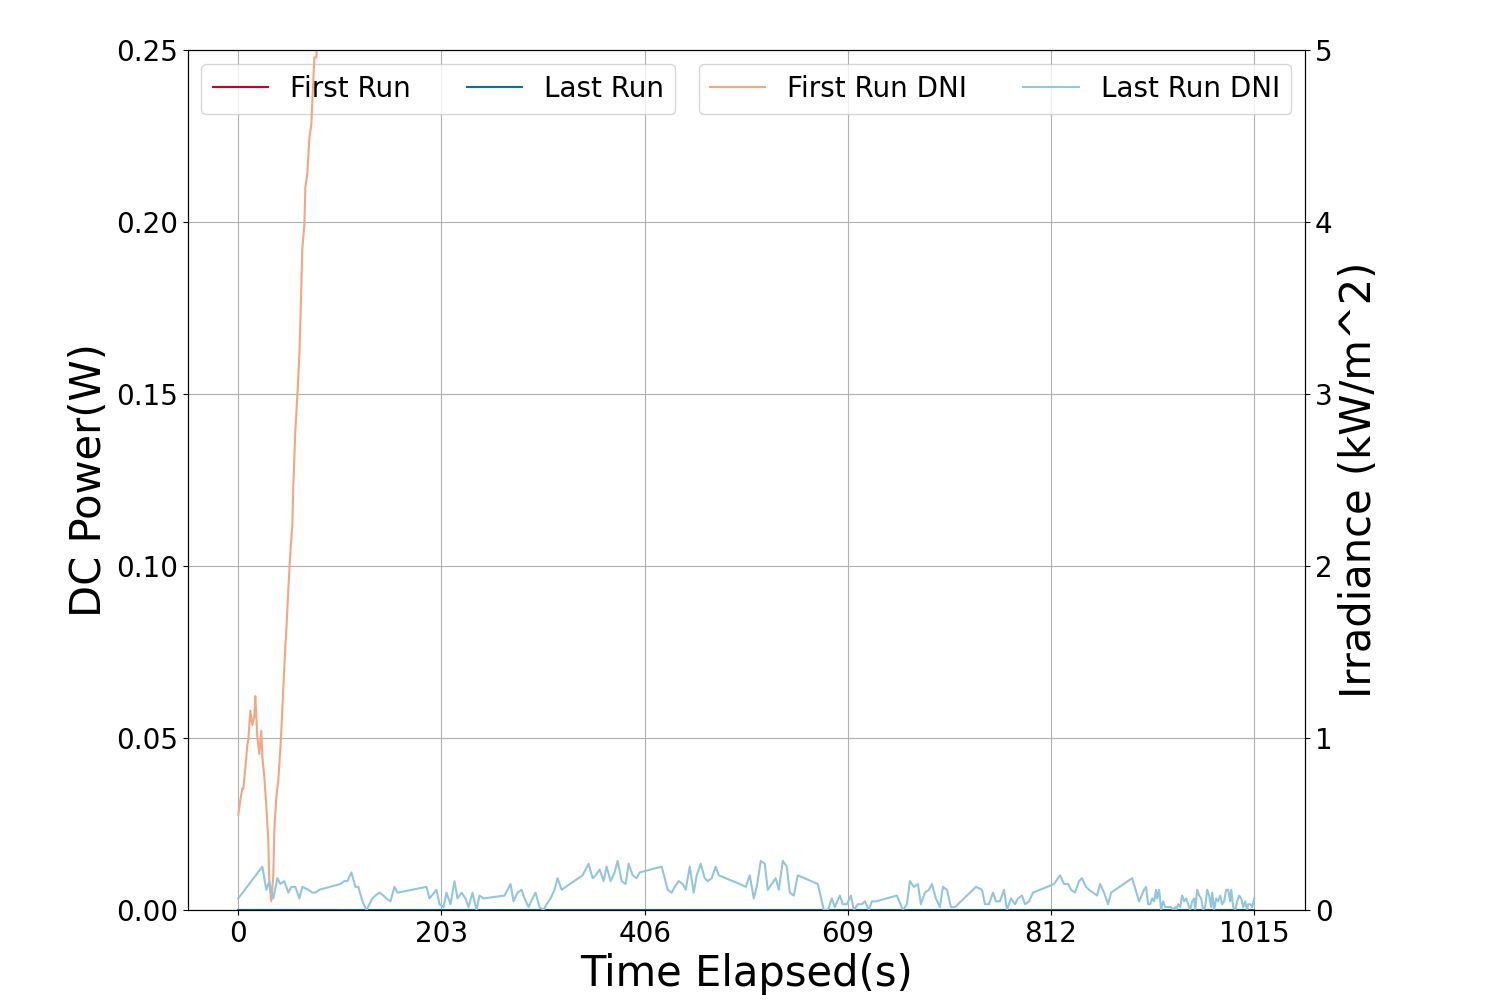 First Run
Last Run
First Run DNI
Last Run DNI
0.25
0.20
0.15
0.10
0.05
0.00
DC Power(W)
5
4
3
2
1
0
Irradiance (kW/m^2)
0
203
406
609
812
1015
Time Elapsed(s)